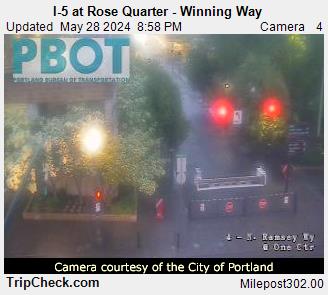 I-5 at Rose Quarter - Winning Way
Updated May 28 2024 8:58 PM Camera 4
PBOT
PORTLAND BUREAU OF TRANSPORTATION
4 - N. Ramsey Wy
@ One Ctr
Camera courtesy of the City of Portland
TripCheck.com Milepost302.00